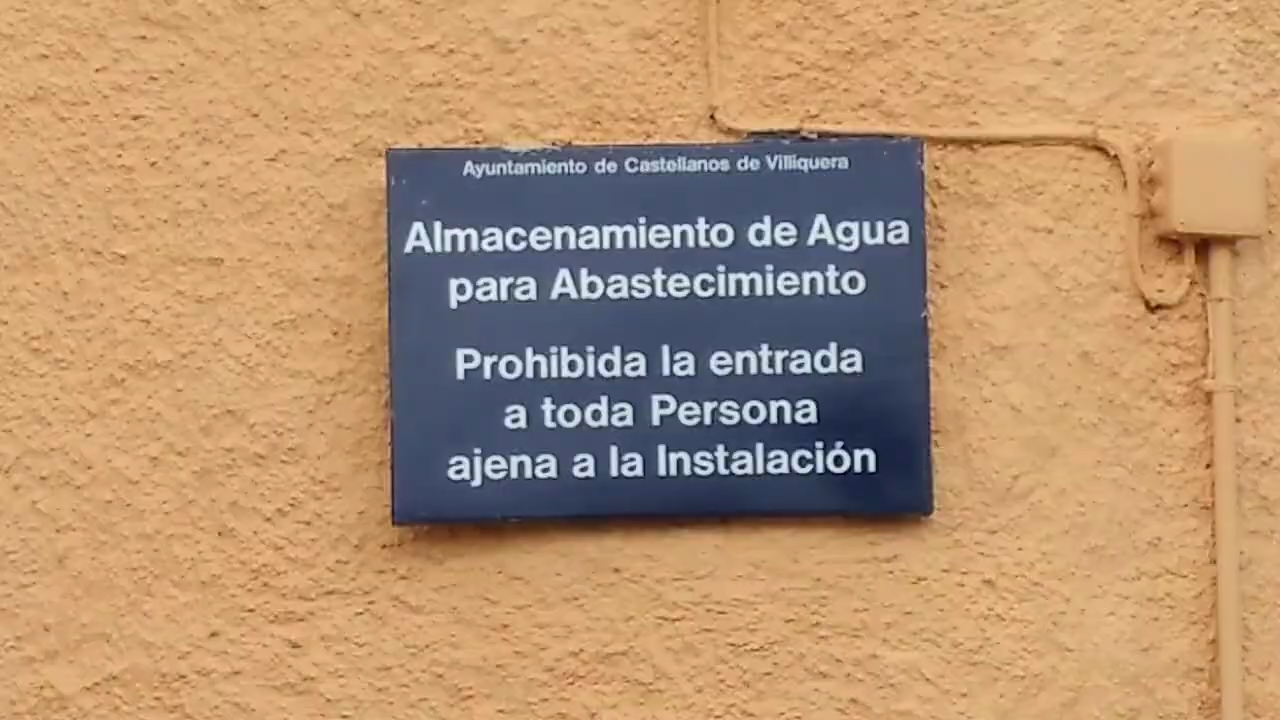 Ayuntamiento de Castellanos de Villiquera
Almacenamiento de Agua
para Abastecimiento
Prohibida la entrada
a toda Persona
ajena a la Instalación